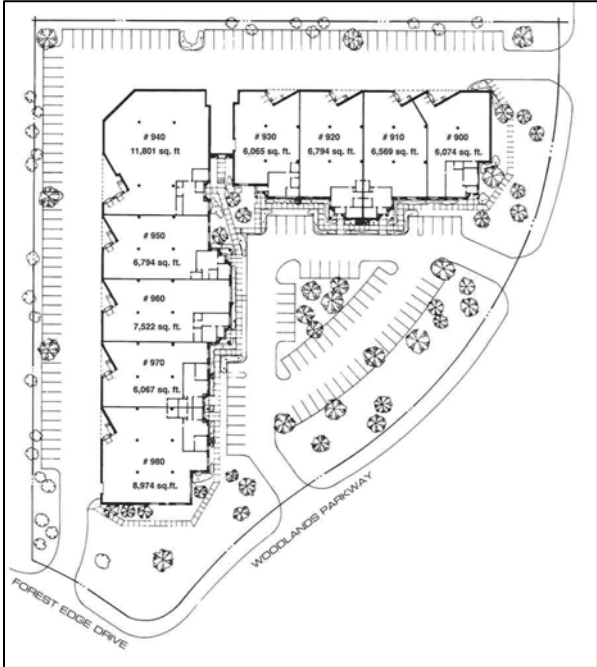 # 940
11,801 sq. ft
# 930
6,065 sq. ft.
# 920
6,794 sq. ft.
# 910
6,569 sq. ft.
# 900
6,074 sq. ft.
# 950
6,794 sq. ft.
# 960
7,522 sq. ft.
# 970
6,067 sq. ft.
# 980
8,974 sq.ft.
WOODLANDS PARKWAY
FOREST EDGE DRIVE